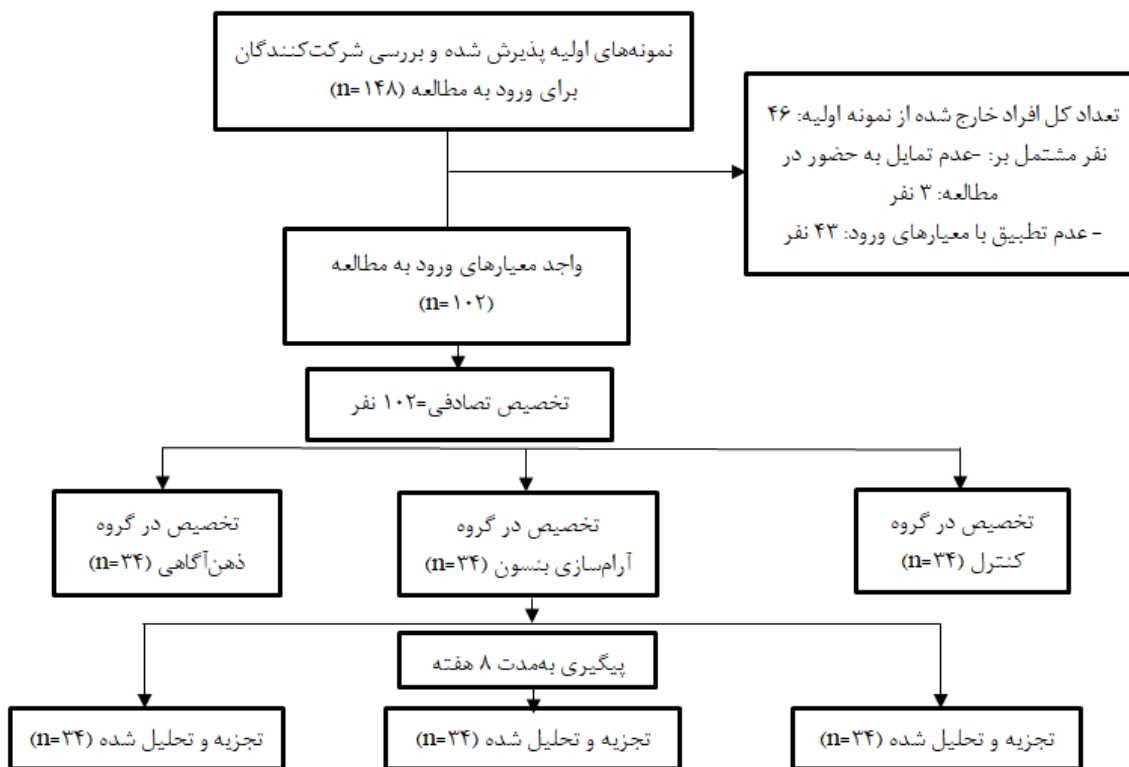 نمونه‌های اولیه پذیرش شده و بررسی شرکت‌کنندگان
برای ورود به مطالعه (n=۱۴۸)
تعداد کل افراد خارج شده از نمونه اولیه: ۴۶
نفر مشتمل بر: -عدم تمایل به حضور در
مطالعه: ۳ نفر
- عدم تطبیق با معیارهای ورود: ۴۳ نفر
واجد معیارهای ورود به مطالعه
(n=۱۰۲)
تخصیص تصادفی=۱۰۲ نفر
تخصیص در گروه
کنترل (n=۳۴)
تخصیص در گروه
آرام‌سازی بنسون (n=۳۴)
تخصیص در گروه
ذهن‌آگاهی (n=۳۴)
پیگیری به‌مدت ۸ هفته
تجزیه و تحلیل شده (n=۳۴)
تجزیه و تحلیل شده (n=۳۴)
تجزیه و تحلیل شده (n=۳۴)